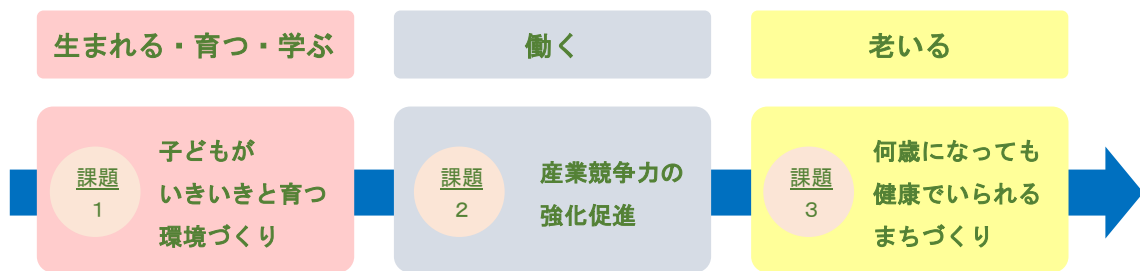 生まれる・育つ・学ぶ
働く
老いる
課題
1
子どもが
いきいきと育つ
環境づくり
課題
2
産業競争力の
強化促進
課題
3
何歳になっても
健康でいられる
まちづくり